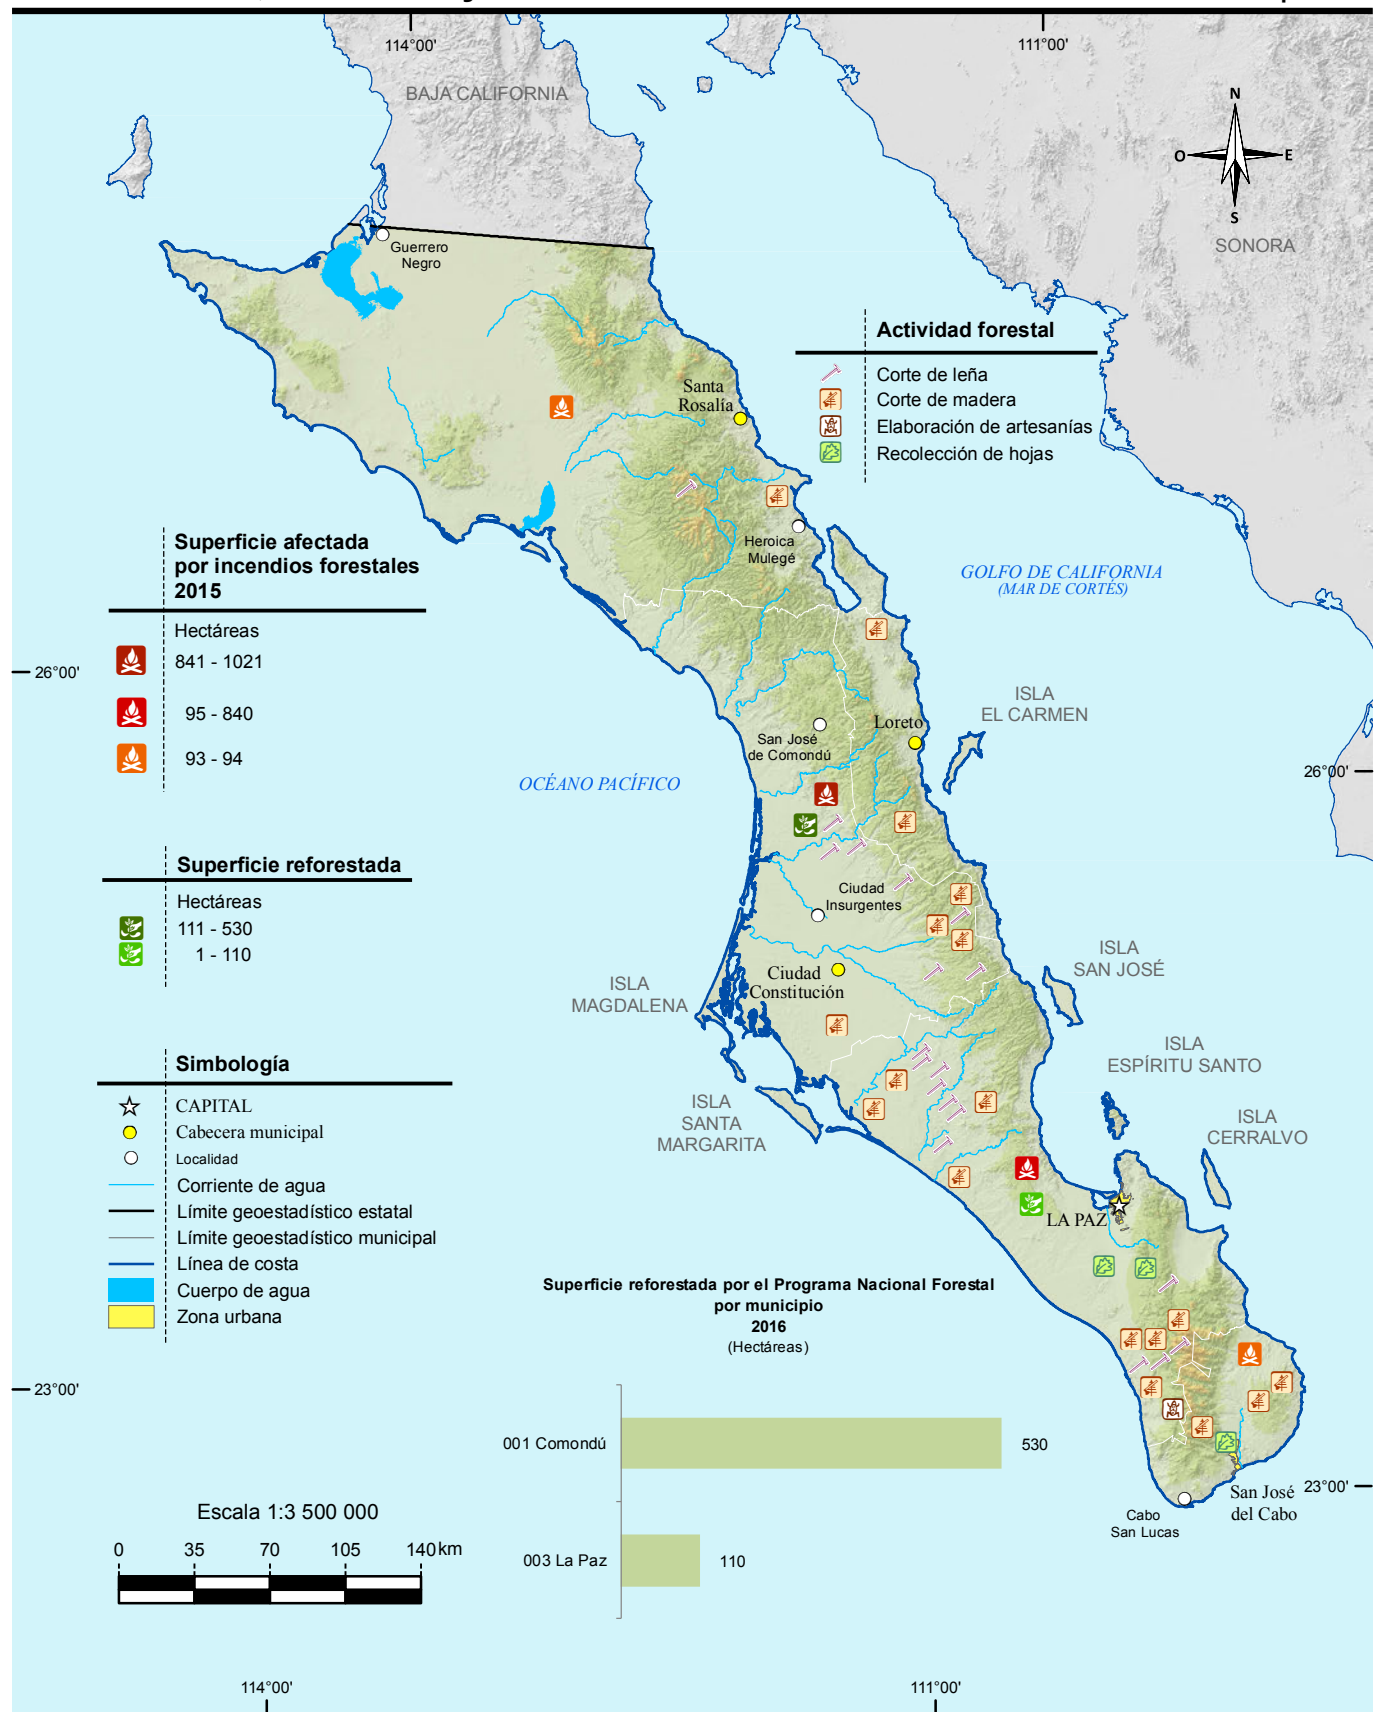 114°00'
111°00'
BAJA CALIFORNIA
N
O
E
S
SONORA
Guerrero
Negro
Actividad forestal
Corte de leña
Corte de madera
Elaboración de artesanías
Recolección de hojas
Santa
Rosalía
Heroica
Mulegé
GOLFO DE CALIFORNIA
(MAR DE CORTÉS)
Superficie afectada
por incendios forestales
2015
Hectáreas
841 - 1021
95 - 840
93 - 94
26°00'
ISLA
EL CARMEN
Loreto
San José
de Comondú
26°00'
OCÉANO PACÍFICO
Superficie reforestada
Hectáreas
111 - 530
1 - 110
Ciudad
Insurgentes
ISLA
SAN JOSÉ
Ciudad
Constitución
ISLA
MAGDALENA
ISLA
ESPÍRITU SANTO
ISLA
SANTA
MARGARITA
ISLA
CERRALVO
Simbología
CAPITAL
Cabecera municipal
Localidad
Corriente de agua
Límite geoestadístico estatal
Límite geoestadístico municipal
Línea de costa
Cuerpo de agua
Zona urbana
LA PAZ
Superficie reforestada por el Programa Nacional Forestal
por municipio
2016
(Hectáreas)
23°00'
001 Comondú
530
003 La Paz
110
23°00'
San José
del Cabo
Cabo
San Lucas
Escala 1:3 500 000
0 35 70 105 140 km
114°00'
111°00'